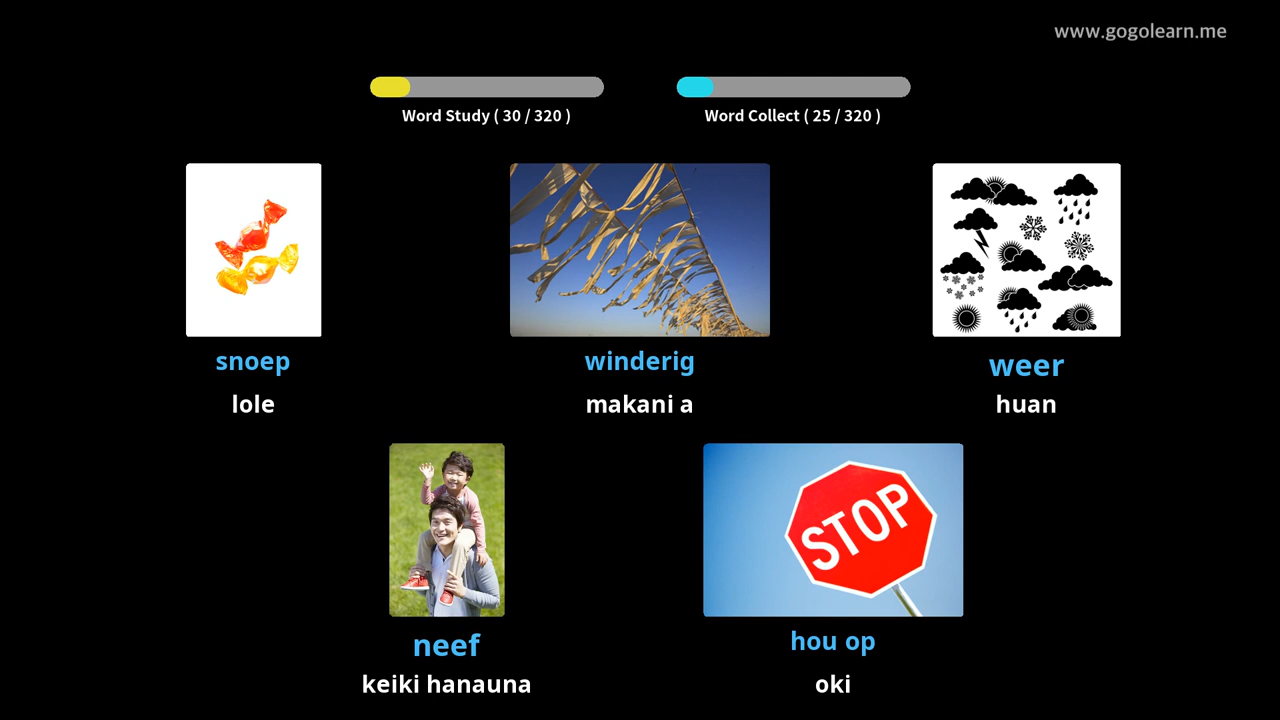 www.gogolearn.me
Word Study ( 30 / 320 )
Word Collect ( 25 / 320 )
snoep
winderig
weer
lole
makani a
huan
STOP
neef
hou op
keiki hanauna
oki